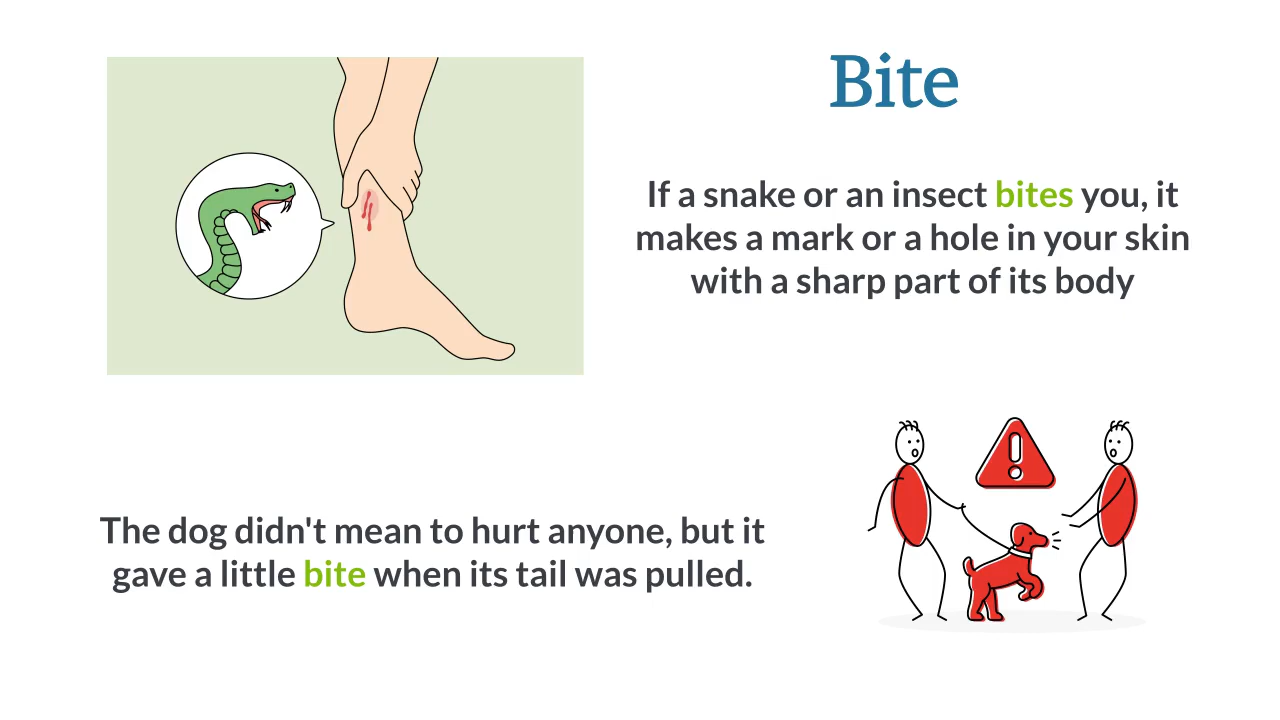 Bite
If a snake or an insect bites you, it
makes a mark or a hole in your skin
with a sharp part of its body
The dog didn't mean to hurt anyone, but it
gave a little bite when its tail was pulled.